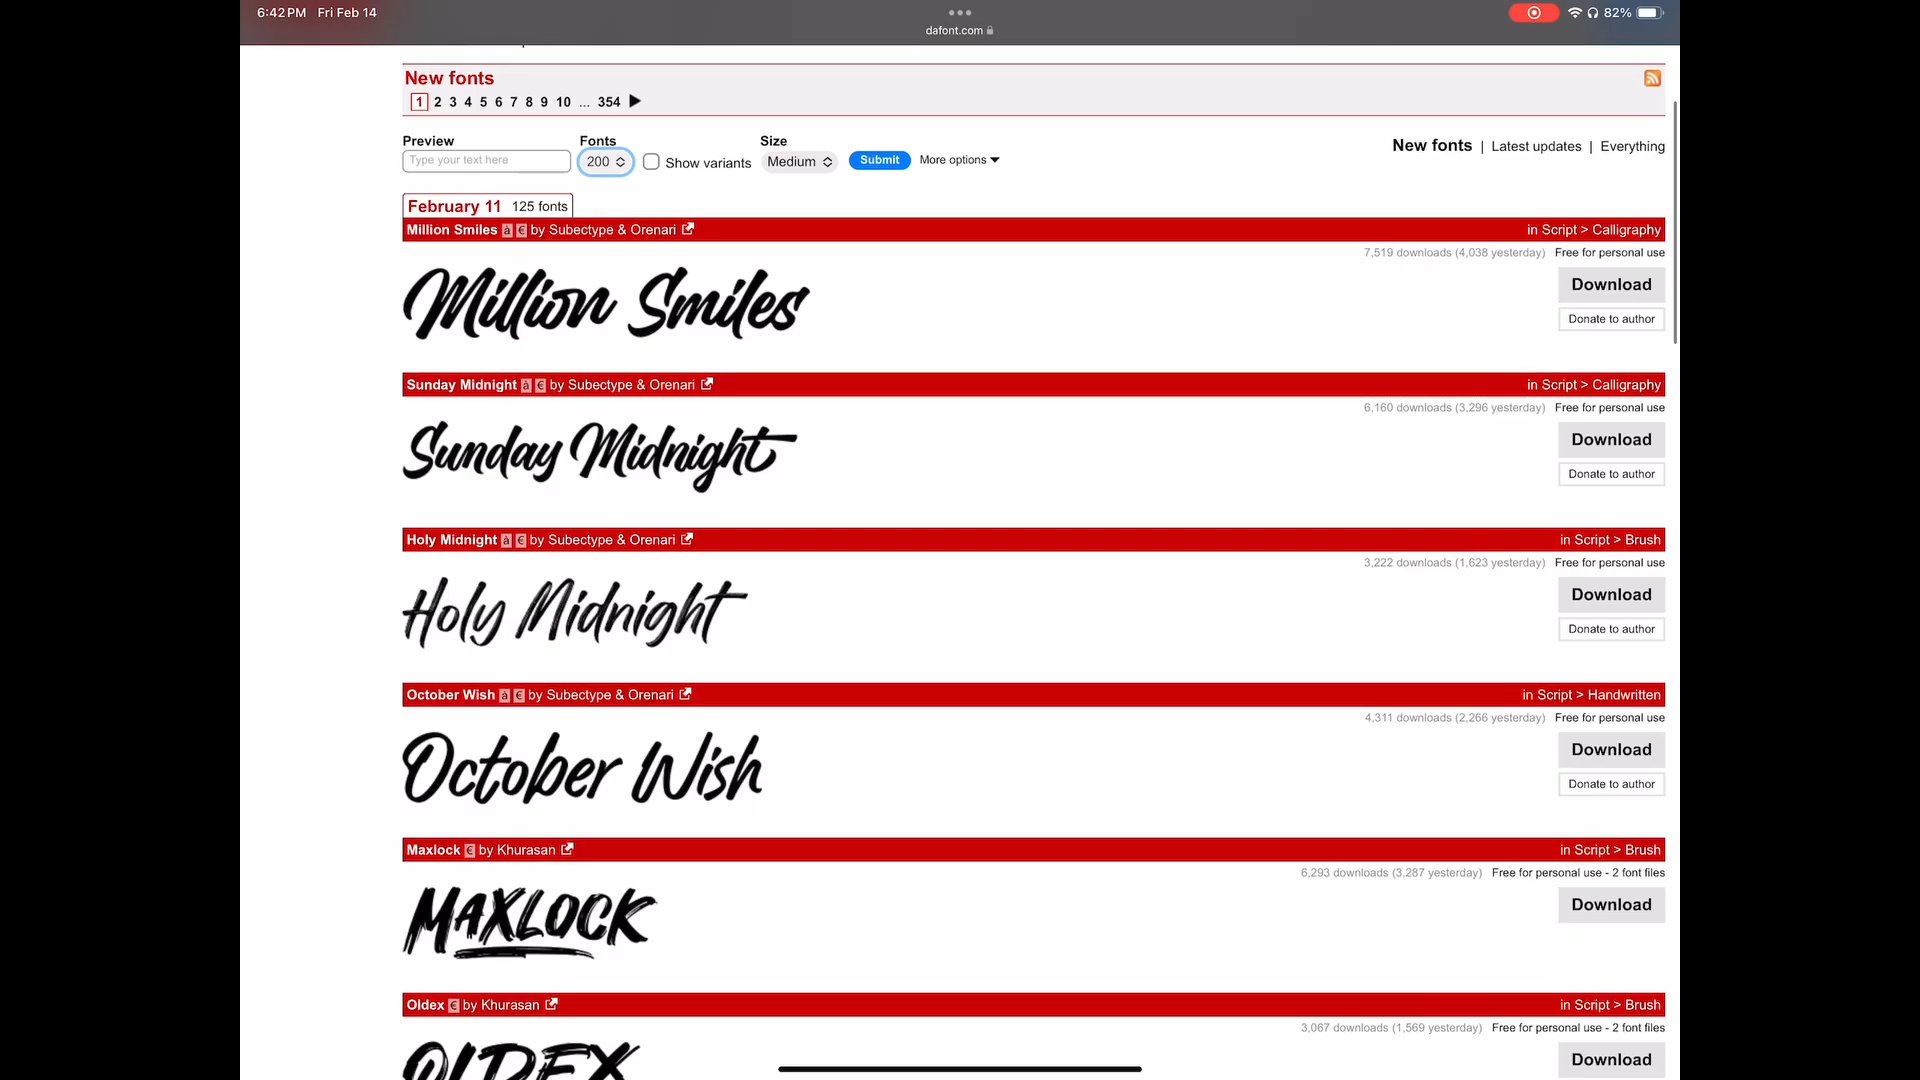 6:42 PM Fri Feb 14
82%
dafont.com
New fonts
1 2 3 4 5 6 7 8 9 10 ... 354
Preview Fonts Size
Type your text here 200 Show variants Medium Submit More options
New fonts | Latest updates | Everything
February 11 125 fonts
Million Smiles à € by Subectype & Orenari in Script > Calligraphy
7,519 downloads (4,038 yesterday) Free for personal use
Million Smiles
Download
Donate to author
Sunday Midnight à € by Subectype & Orenari in Script > Calligraphy
6,160 downloads (3,296 yesterday) Free for personal use
Sunday Midnight
Download
Donate to author
Holy Midnight à € by Subectype & Orenari in Script > Brush
3,222 downloads (1,623 yesterday) Free for personal use
Holy Midnight
Download
Donate to author
October Wish à € by Subectype & Orenari in Script > Handwritten
4,311 downloads (2,266 yesterday) Free for personal use
October Wish
Download
Donate to author
Maxlock € by Khurasan in Script > Brush
6,293 downloads (3,287 yesterday) Free for personal use - 2 font files
MAXLOCK
Download
Oldex € by Khurasan in Script > Brush
3,067 downloads (1,569 yesterday) Free for personal use - 2 font files
OLDEX
Download